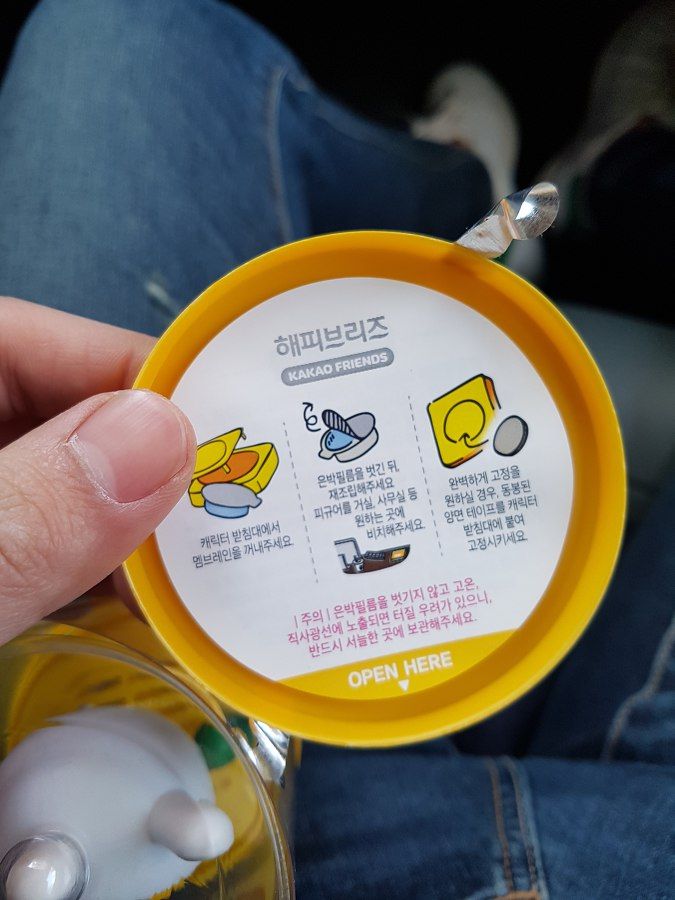 해피브리즈
KAKAO FRIENDS
캐릭터 받침대에서
멤브레인을 꺼내주세요
은박필름을 벗긴 뒤,
재조립해주세요
피규어를 거실, 사무실 등
원하는 곳에
비치해주세요
완벽하게 고정을
원하실 경우, 동봉된
양면 테이프를 캐릭터
받침대에 붙여
고정시키세요
| 주의 | 은박필름을 벗기지 않고 고온,
직사광선에 노출되면 터질 우려가 있으니,
반드시 서늘한 곳에 보관해주세요.
OPEN HERE